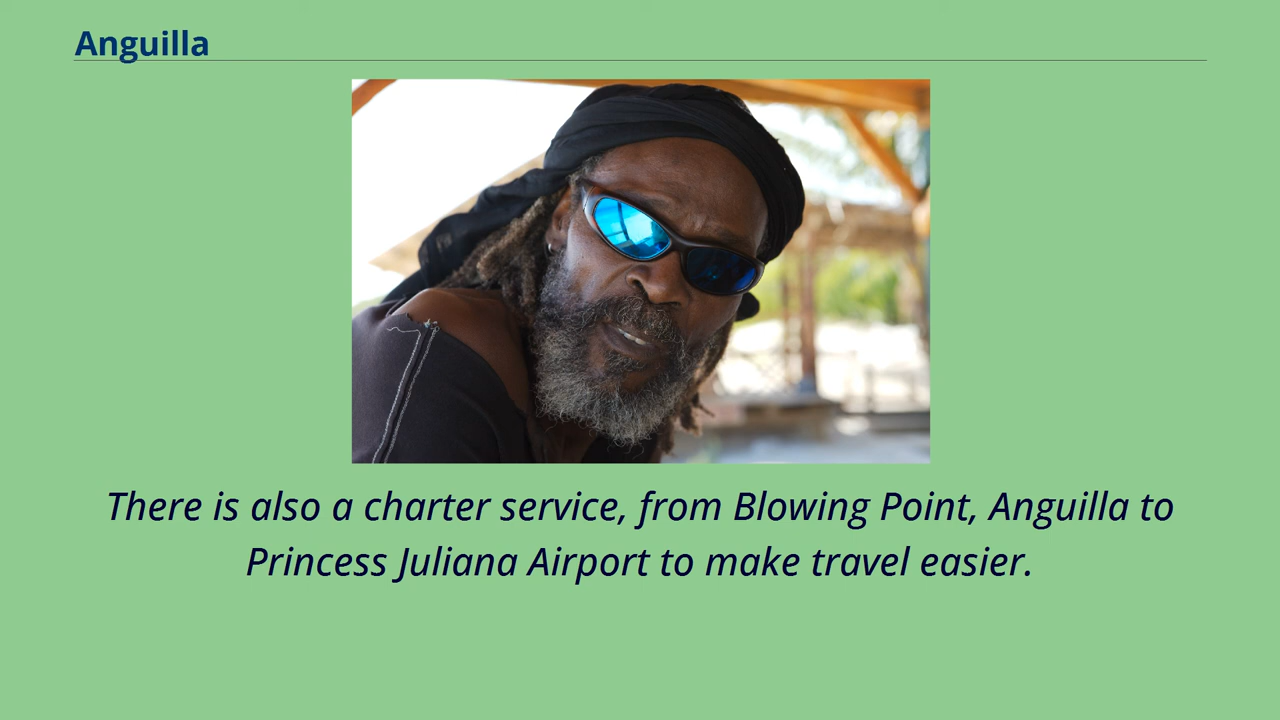 Anguilla
There is also a charter service, from Blowing Point, Anguilla to
Princess Juliana Airport to make travel easier.